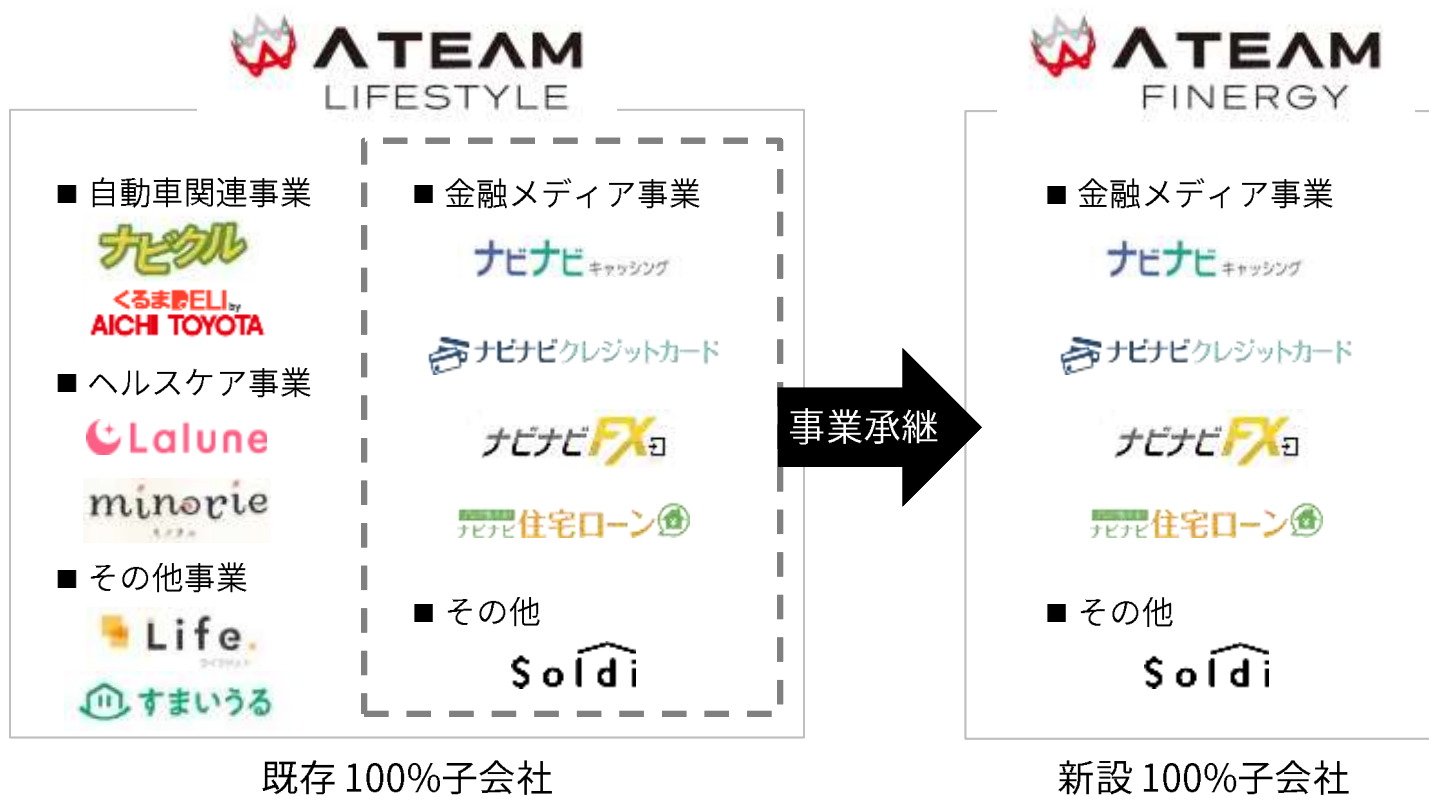 ATEAM
LIFESTYLE
■ 自動車関連事業
ナビクル
くるまDELI by
AICHI TOYOTA
■ ヘルスケア事業
Lalune
minorie
■ その他事業
Life.
すまいうる
■ 金融メディア事業
ナビナビキャッシング
ナビナビクレジットカード
ナビナビFX
ナビナビ住宅ローン
■ その他
Soldi
既存 100%子会社
事業承継
ATEAM
FINERGY
■ 金融メディア事業
ナビナビキャッシング
ナビナビクレジットカード
ナビナビFX
ナビナビ住宅ローン
■ その他
Soldi
新設 100%子会社